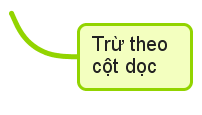 Trừ theo
cột dọc